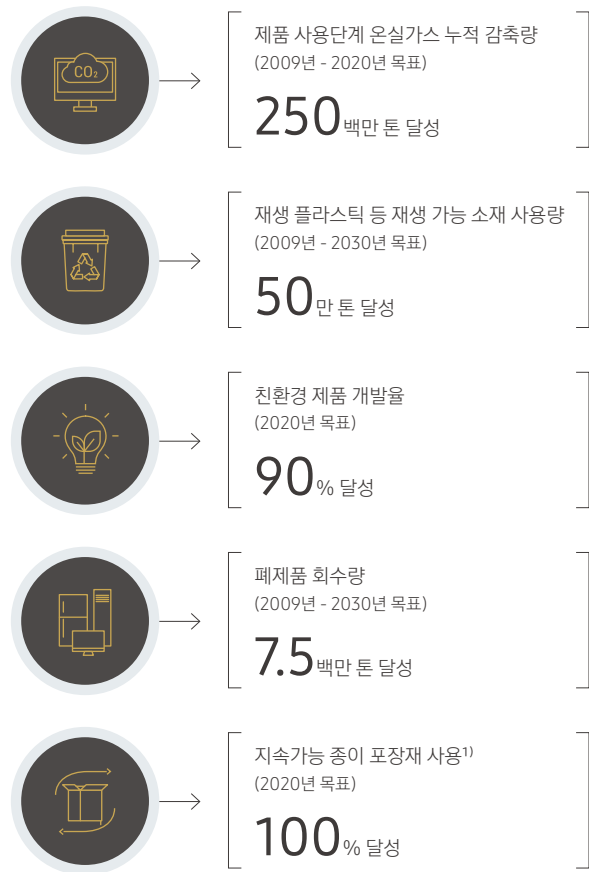 CO₂
제품 사용단계 온실가스 누적 감축량
(2009년 - 2020년 목표)
250백만 톤 달성
재생 플라스틱 등 재생 가능 소재 사용량
(2009년 - 2030년 목표)
50만 톤 달성
친환경 제품 개발율
(2020년 목표)
90% 달성
폐제품 회수량
(2009년 - 2030년 목표)
7.5백만 톤 달성
지속가능 종이 포장재 사용¹⁾
(2020년 목표)
100% 달성